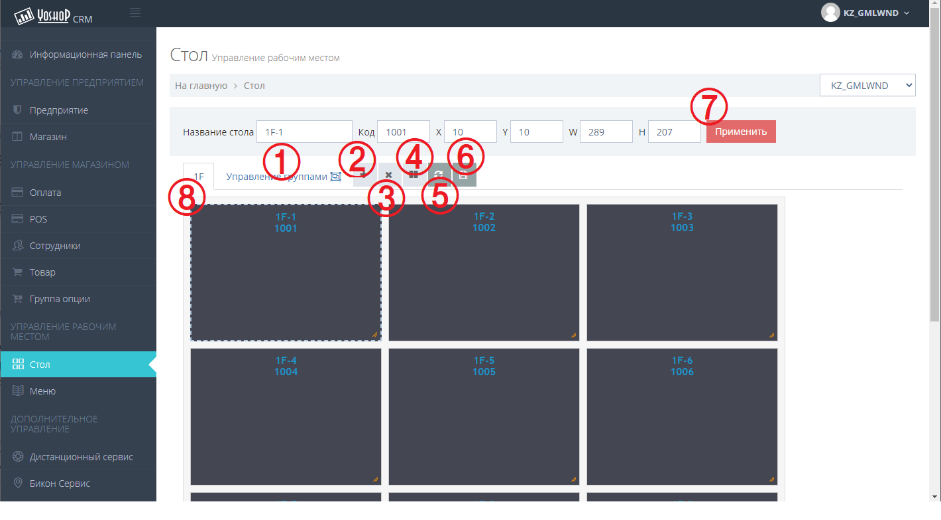 YOSHOP CRM
KZ_GMLWND
Информационная панель
УПРАВЛЕНИЕ ПРЕДПРИЯТИЕМ
Предприятие
Магазин
УПРАВЛЕНИЕ МАГАЗИНОМ
Оплата
POS
Сотрудники
Товар
Группа опции
УПРАВЛЕНИЕ РАБОЧИМ
МЕСТОМ
Стол
Меню
ДОПОЛНИТЕЛЬНОЕ
УПРАВЛЕНИЕ
Дистанционный сервис
Бикон Сервис
Стол Управление рабочим местом
На главную > Стол
KZ_GMLWND
7
Название стола 1F-1 Код 1001 X 10 Y 10 W 289 H 207 Применить
1 2 4 6
1F Управление группами
8 3 5
1F-1 1F-2 1F-3
1001 1002 1003
1F-4 1F-5 1F-6
1004 1005 1006